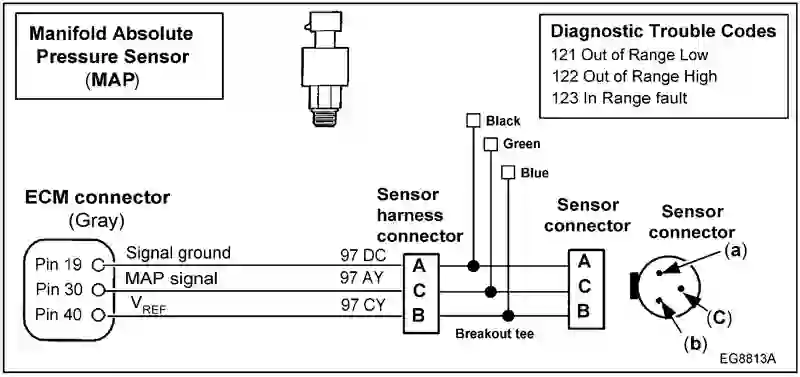 Manifold Absolute
Pressure Sensor
(MAP)
Diagnostic Trouble Codes
121 Out of Range Low
122 Out of Range High
123 In Range fault
Black
Green
Blue
ECM connector
(Gray)
Sensor
harness
connector
Sensor
connector
Sensor
connector
(a)
Signal ground
97 DC
Pin 19
A
A
MAP signal
97 AY
Pin 30
C
C
(C)
VREF
97 CY
Pin 40
B
B
(b)
Breakout tee
EG8813A